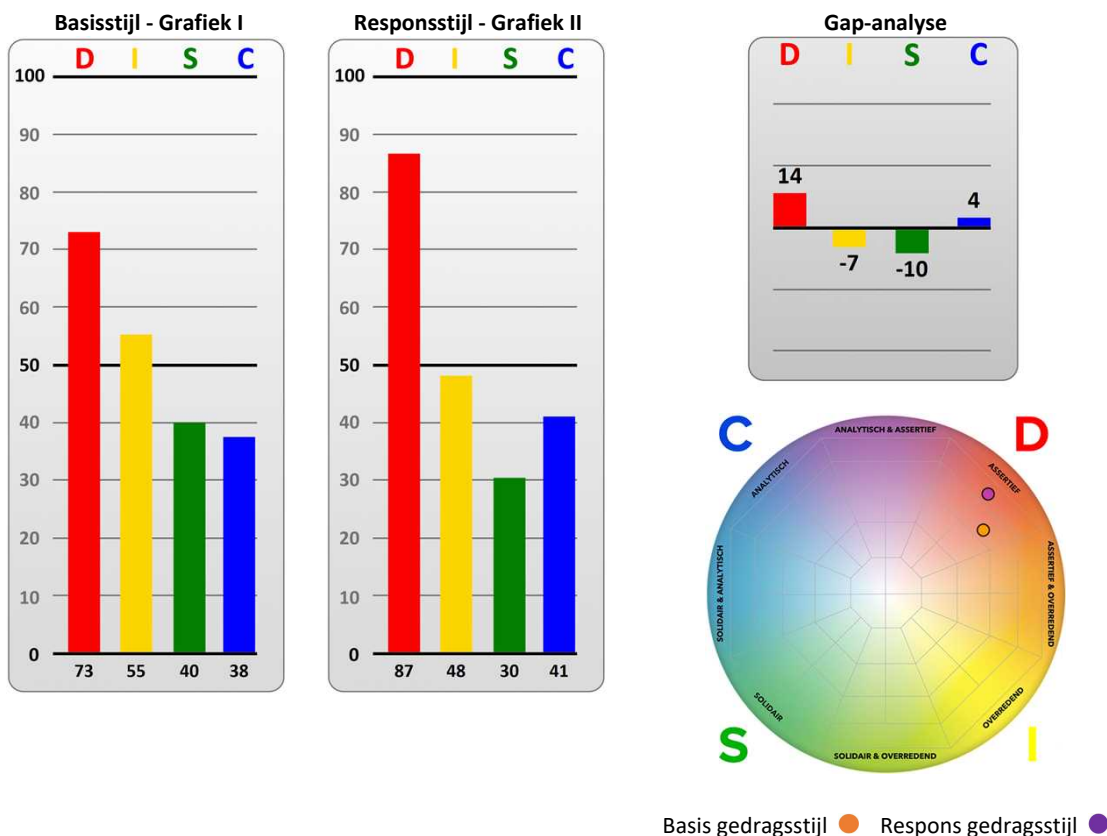 Basisstijl - Grafiek I
D I S C
100
90
80
70
60
50
40
30
20
10
0
73 55 40 38
Responsstijl - Grafiek II
D I S C
100
90
80
70
60
50
40
30
20
10
0
87 48 30 41
Gap-analyse
D I S C
14
4
-7
-10
C D
ANALYTISCH & ASSERTIEF
ANALYTISCH
ASSERTIEF
SOLIDAIR & ANALYTISCH
ASSERTIEF & OVERREDEND
SOLIDAIR
OVERREDEND
SOLIDAIR & OVERREDEND
S I
Basis gedragsstijl Respons gedragsstijl